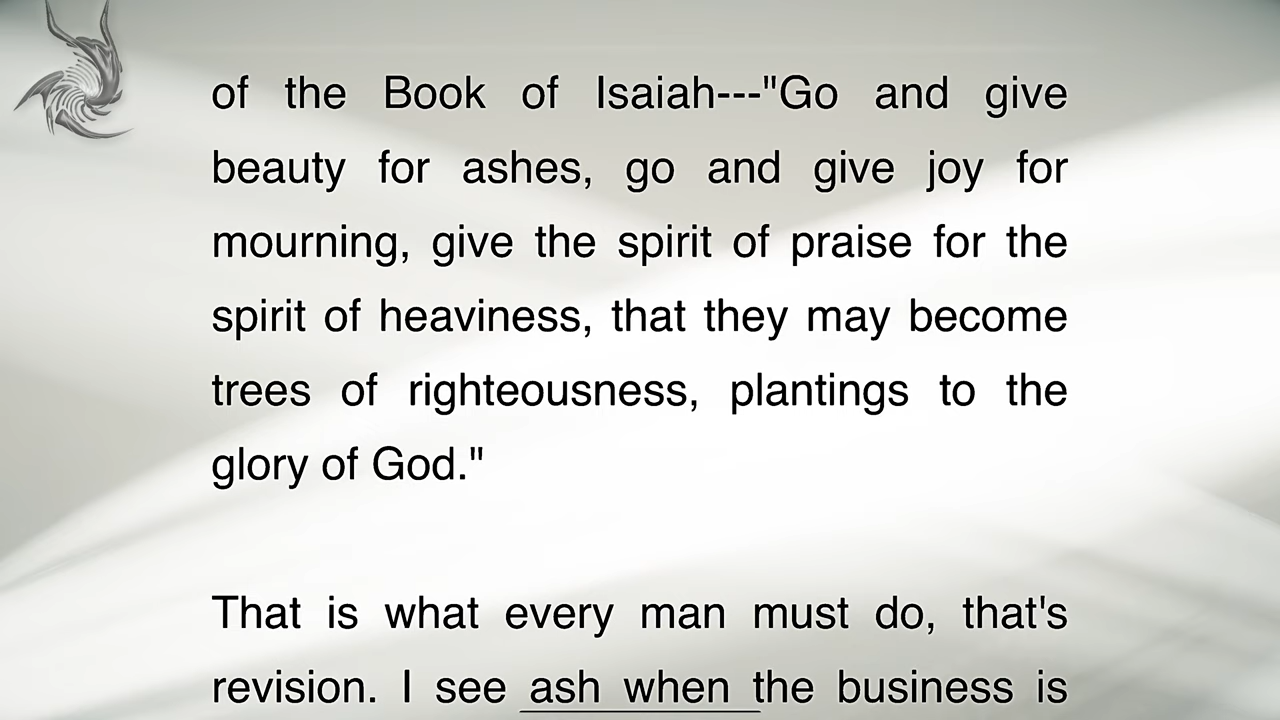 of the Book of Isaiah---"Go and give
beauty for ashes, go and give joy for
mourning, give the spirit of praise for the
spirit of heaviness, that they may become
trees of righteousness, plantings to the
glory of God."
That is what every man must do, that's
revision. I see ash when the business is